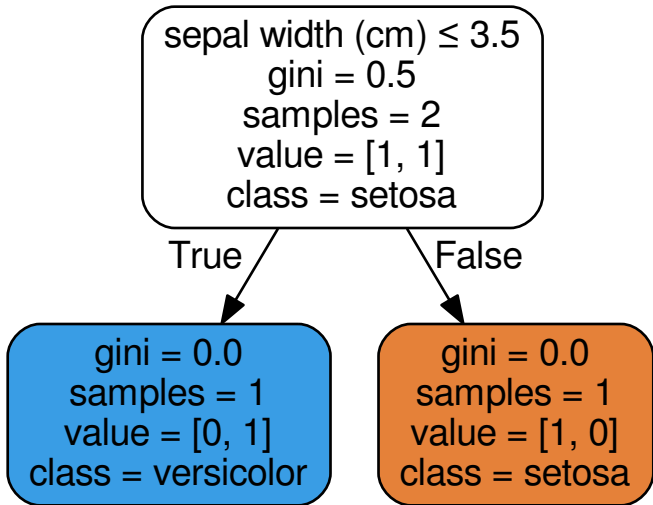 sepal width (cm) ≤ 3.5
gini = 0.5
samples = 2
value = [1, 1]
class = setosa
True
False
gini = 0.0
samples = 1
value = [0, 1]
class = versicolor
gini = 0.0
samples = 1
value = [1, 0]
class = setosa